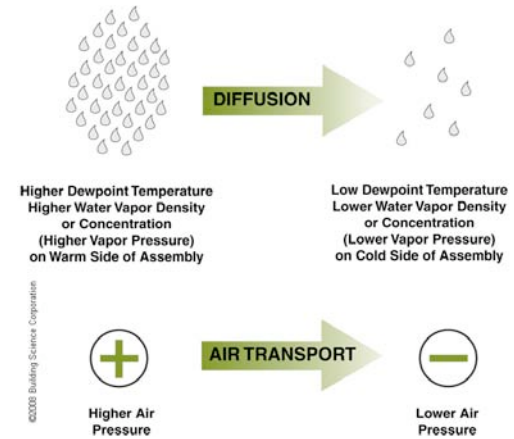 DIFFUSION
Higher Dewpoint Temperature
Higher Water Vapor Density
or Concentration
(Higher Vapor Pressure)
on Warm Side of Assembly
Low Dewpoint Temperature
Lower Water Vapor Density
or Concentration
(Lower Vapor Pressure)
on Cold Side of Assembly
©2008 Building Science Corporation
AIR TRANSPORT
+
−
Higher Air
Pressure
Lower Air
Pressure